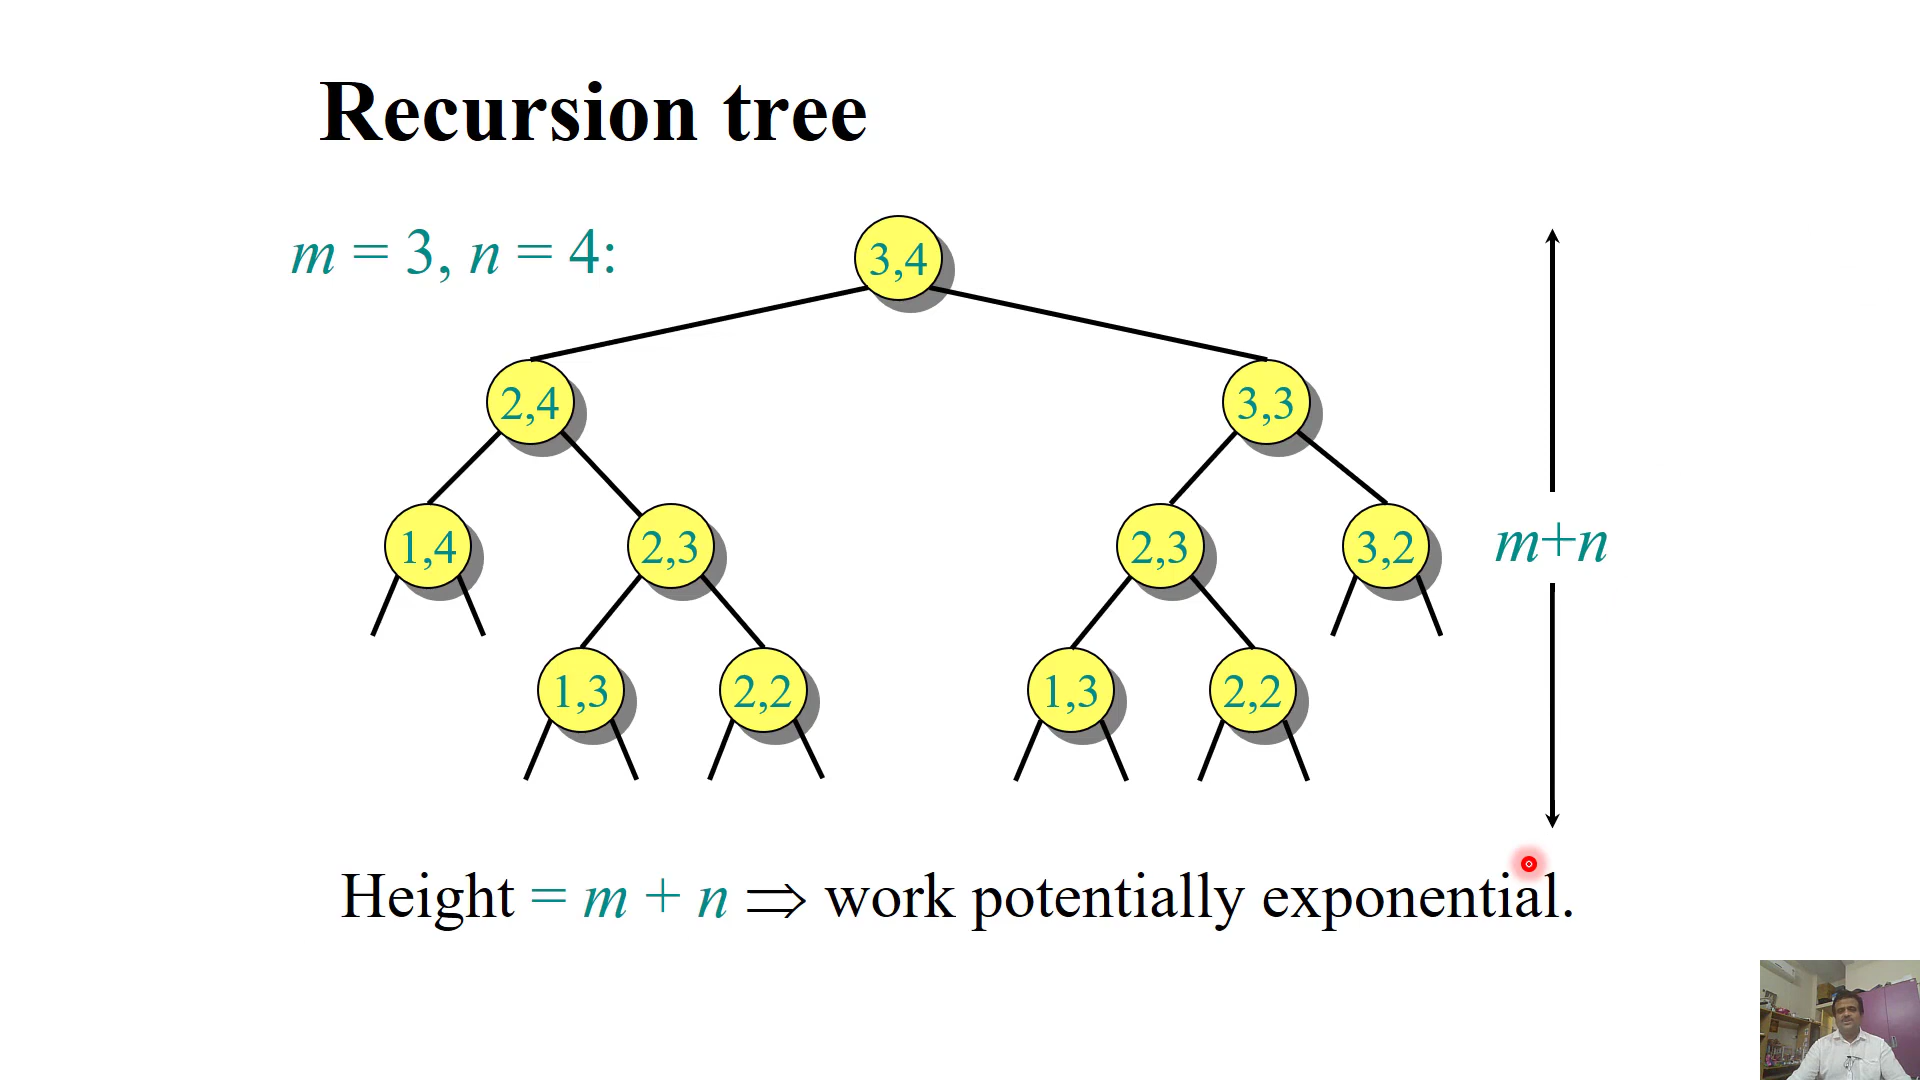 Recursion tree
m = 3, n = 4:
3,4
2,4
3,3
1,4
2,3
2,3
3,2
m+n
1,3
2,2
1,3
2,2
Height = m + n ⇒ work potentially exponential.